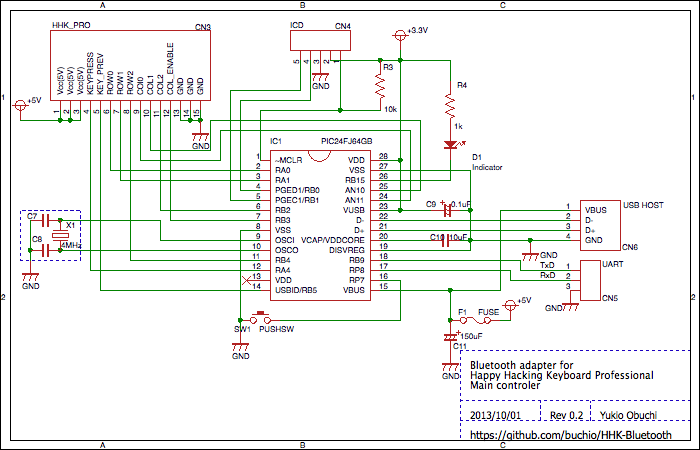 A B C
HHK_PRO
CN3
ICD
CN4
+3.3V
Vcc(5V)
Vcc(5V)
Vcc(5V)
KEYPRESS
KEY_PREV
ROW0
ROW1
ROW2
COL0
COL1
COL2
COL_ENABLE
GND
GND
GND
1 2 3 4 5 6 7 8 9 10 11 12 13 14 15
5 4 3 2 1
GND
R3
10k
R4
1k
D1
Indicator
1
1
+5V
GND
IC1
PIC24FJ64GB
1 ~MCLR VDD 28
2 RA0 VSS 27
3 RA1 RB15 26
4 PGED1/RB0 AN10 25
5 PGEC1/RB1 AN11 24
6 RB2 VUSB 23
7 RB3 D- 22
8 VSS D+ 21
9 OSCI VCAP/VDDCORE 20
10 OSCO DISVREG 19
11 RB4 RB9 18
12 RA4 RP8 17
13 VDD RP7 16
14 USBID/RB5 VBUS 15
C7
C8
X1
4MHz
GND
C9
0.1uF
C10
10uF
USB HOST
1 VBUS
2 D-
3 D+
4 GND
CN6
GND
UART
TxD 1
RxD 2
3
CN5
GND
2
2
SW1
PUSHSW
GND
F1
FUSE
+5V
150uF
C11
GND
Bluetooth adapter for
Happy Hacking Keyboard Professional
Main controler
2013/10/01
Rev 0.2
Yukio Obuchi
https://github.com/buchio/HHK-Bluetooth
A B C